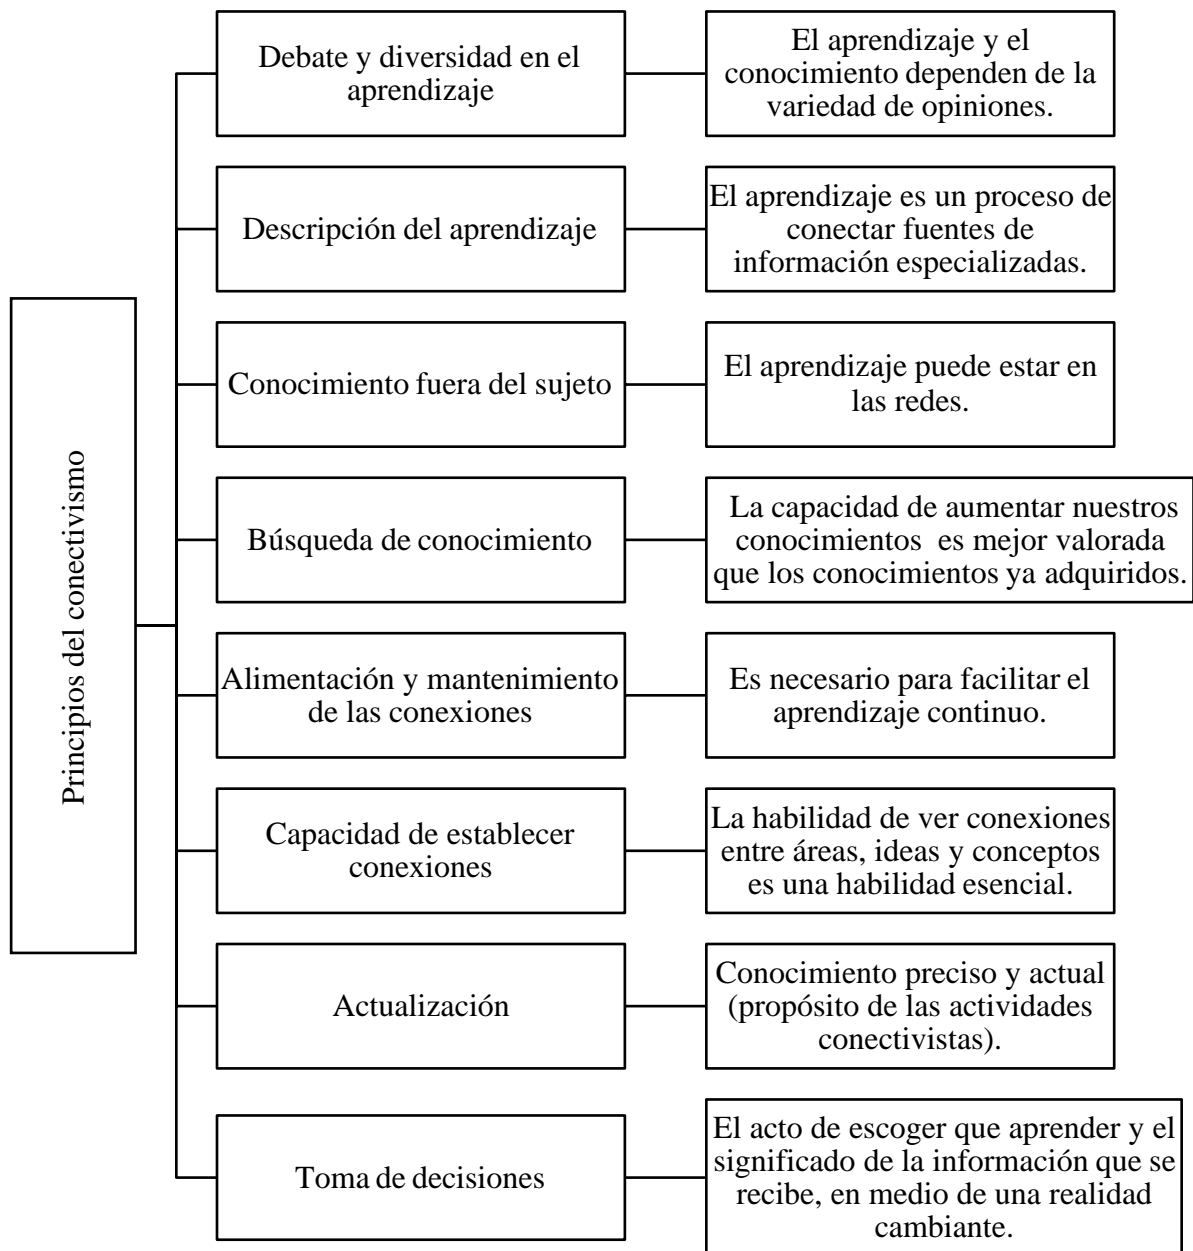 Principios del conectivismo
Debate y diversidad en el
aprendizaje
El aprendizaje y el
conocimiento dependen de la
variedad de opiniones.
Descripción del aprendizaje
El aprendizaje es un proceso de
conectar fuentes de
información especializadas.
Conocimiento fuera del sujeto
El aprendizaje puede estar en
las redes.
Búsqueda de conocimiento
La capacidad de aumentar nuestros
conocimientos es mejor valorada
que los conocimientos ya adquiridos.
Alimentación y mantenimiento
de las conexiones
Es necesario para facilitar el
aprendizaje continuo.
Capacidad de establecer
conexiones
La habilidad de ver conexiones
entre áreas, ideas y conceptos
es una habilidad esencial.
Actualización
Conocimiento preciso y actual
(propósito de las actividades
conectivistas).
Toma de decisiones
El acto de escoger que aprender y el
significado de la información que se
recibe, en medio de una realidad
cambiante.